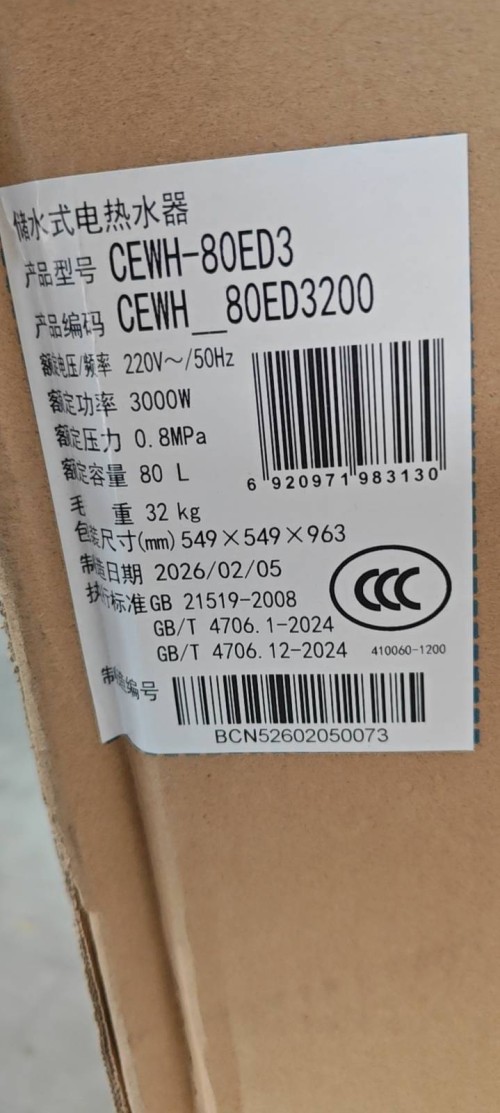 储水式电热水器
产品型号 CEWH-80ED3
产品编码 CEWH__80ED3200
额定电压/频率 220V～/50Hz
额定功率 3000W
额定压力 0.8MPa
额定容量 80 L
毛 重 32 kg
包装尺寸(mm) 549×549×963
制造日期 2026/02/05
执行标准 GB 21519-2008
GB/T 4706.1-2024
GB/T 4706.12-2024
6 920971 983130
CCC
410060-1200
制造编号
BCN52602050073